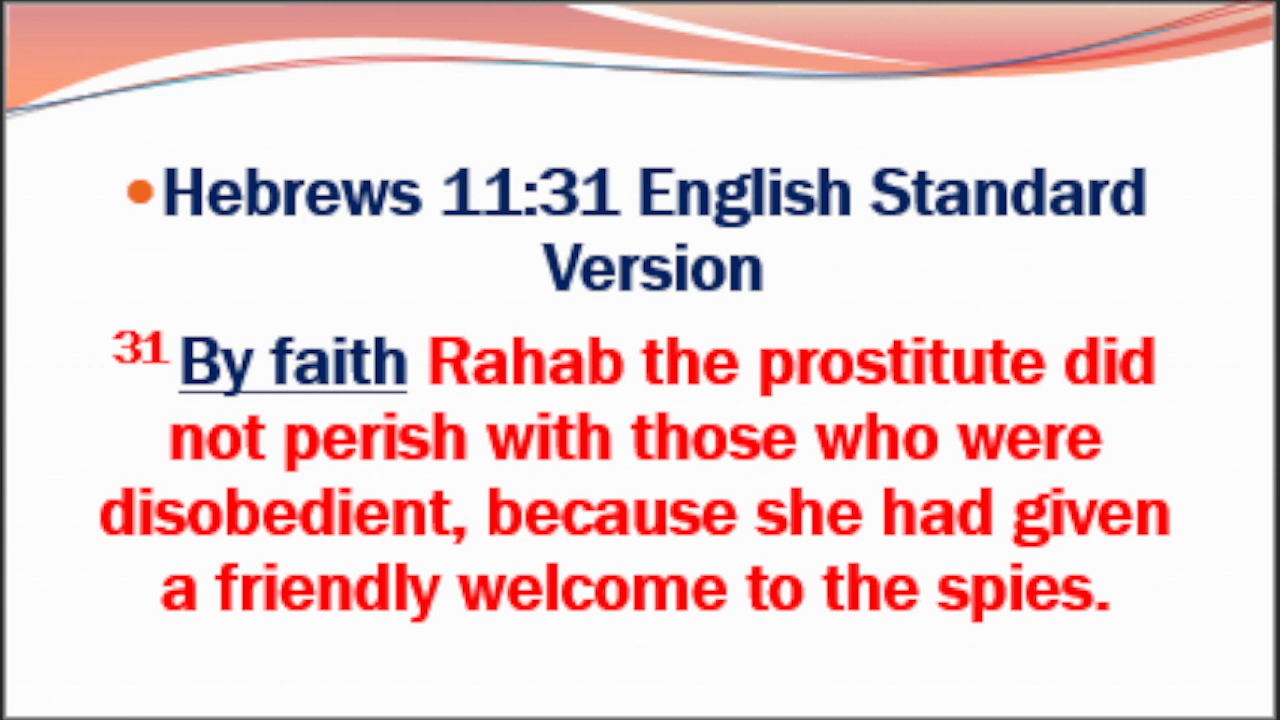 •Hebrews 11:31 English Standard
Version
31 By faith Rahab the prostitute did
not perish with those who were
disobedient, because she had given
a friendly welcome to the spies.